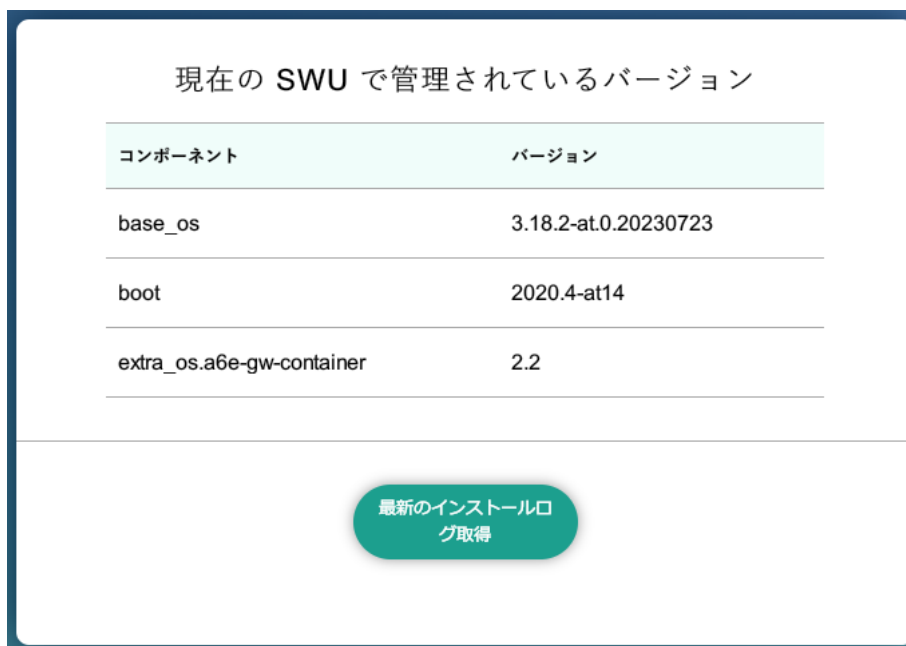 現在の SWU で管理されているバージョン
コンポーネント バージョン
base_os 3.18.2-at.0.20230723
boot 2020.4-at14
extra_os.a6e-gw-container 2.2
最新のインストールロ
グ取得